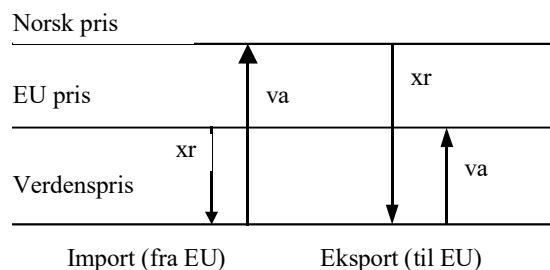 Norsk pris
xr
EU pris
va
xr
va
Verdenspris
Import (fra EU)
Eksport (til EU)